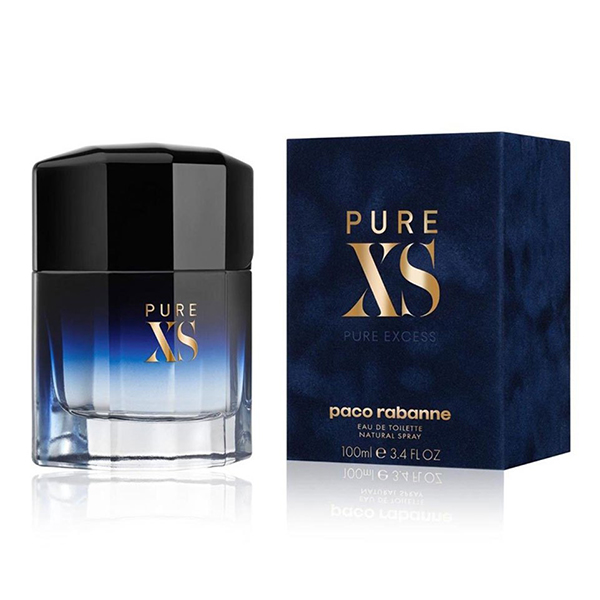 PURE
XS
PURE
XS
PURE EXCESS
paco rabanne
EAU DE TOILETTE
NATURAL SPRAY
100ml ℮ 3.4 FL OZ